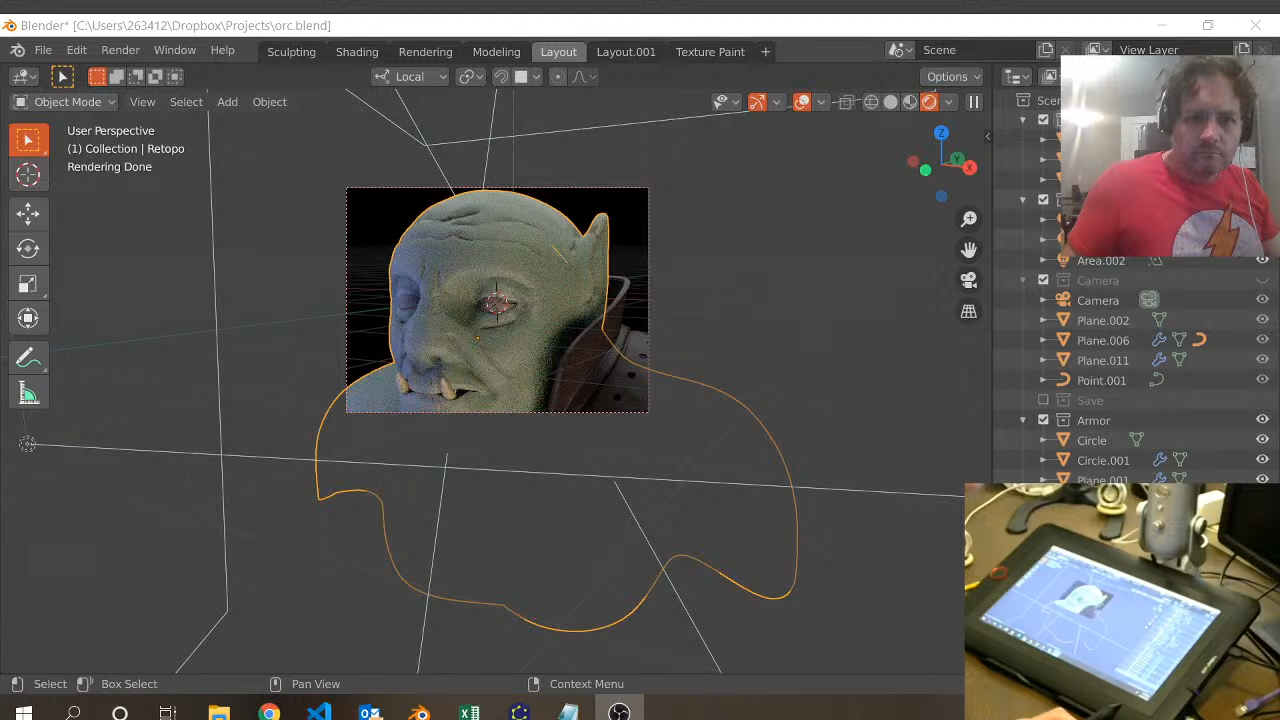 Blender* [C:\Users\263412\Dropbox\Projects\orc.blend]
File Edit Render Window Help Sculpting Shading Rendering Modeling Layout Layout.001 Texture Paint + Scene View Layer
Local Options
Object Mode View Select Add Object
User Perspective
(1) Collection | Retopo
Rendering Done
Z
Y
X
Area.002
Camera
Camera
Plane.002
Plane.006
Plane.011
Point.001
Save
Armor
Circle
Circle.001
Plane.001
Select Box Select Pan View Context Menu